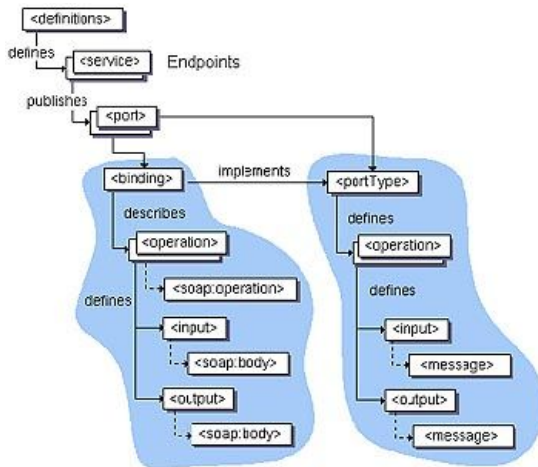 <definitions>
defines
<service> Endpoints
publishes
<port>
<binding> implements <portType>
describes defines
<operation> <operation>
<soap:operation>
defines defines
<input> <input>
<soap:body> <message>
<output> <output>
<soap:body> <message>